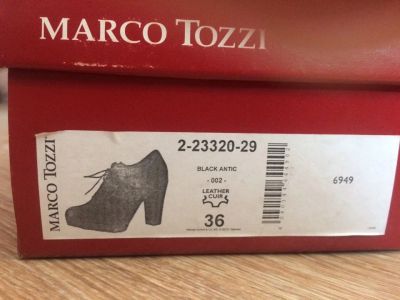 MARCO TOZZI
MARCO TOZZI
2-23320-29
BLACK ANTIC
- 002 -
LEATHER
CUIR
36
6949